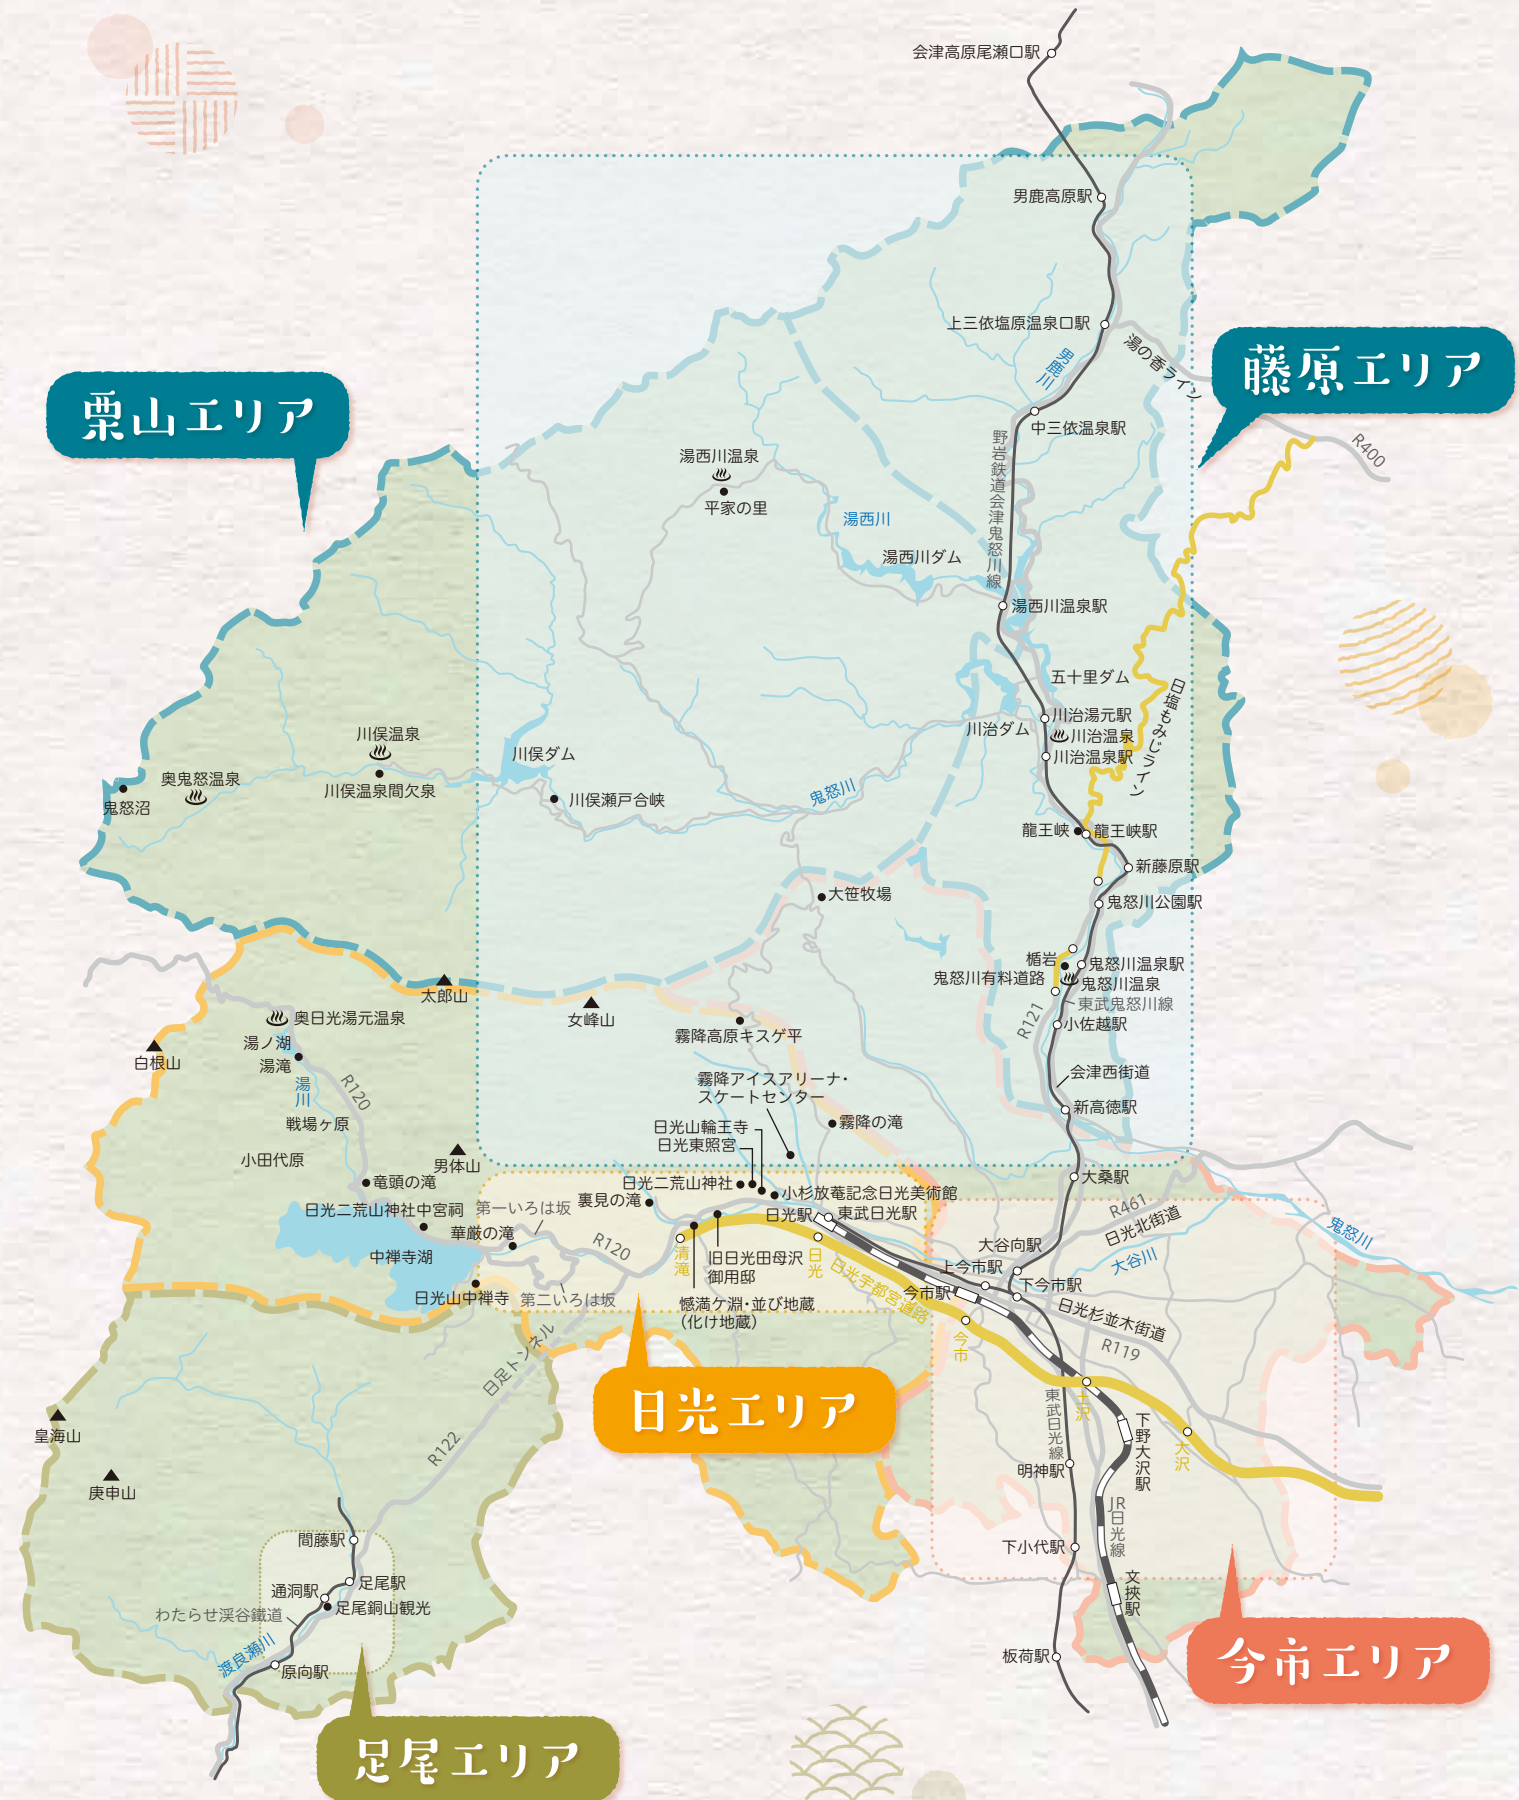 会津高原尾瀬口駅
男鹿高原駅
上三依塩原温泉口駅
男鹿川
湯の香ライン
藤原エリア
栗山エリア
R400
中三依温泉駅
野岩鉄道会津鬼怒川線
湯西川温泉
平家の里
湯西川
湯西川ダム
湯西川温泉駅
五十里ダム
日塩もみじライン
川治ダム
川治湯元駅
川治温泉
川治温泉駅
川俣温泉
川俣ダム
奥鬼怒温泉
川俣温泉間欠泉
鬼怒沼
川俣瀬戸合峡
鬼怒川
龍王峡
龍王峡駅
新藤原駅
大笹牧場
鬼怒川公園駅
楯岩
鬼怒川温泉駅
鬼怒川有料道路
鬼怒川温泉
東武鬼怒川線
R121
小佐越駅
太郎山
女峰山
霧降高原キスゲ平
奥日光湯元温泉
湯ノ湖
湯滝
白根山
湯川
R120
会津西街道
霧降アイスアリーナ・
スケートセンター
新高徳駅
戦場ヶ原
霧降の滝
日光山輪王寺
日光東照宮
小田代原
男体山
竜頭の滝
日光二荒山神社
大桑駅
裏見の滝
小杉放菴記念日光美術館
日光二荒山神社中宮祠
第一いろは坂
日光駅
東武日光駅
R461
日光北街道
鬼怒川
華厳の滝
R120
清滝
旧日光田母沢
御用邸
日光
大谷向駅
大谷川
中禅寺湖
日光宇都宮道路
上今市駅
下今市駅
今市駅
日光山中禅寺
第二いろは坂
憾満ケ淵・並び地蔵
(化け地蔵)
今市
日光杉並木街道
R119
日足トンネル
日光エリア
土沢
東武日光線
下野大沢駅
大沢
皇海山
R122
明神駅
庚申山
JR日光線
間藤駅
下小代駅
足尾駅
通洞駅
足尾銅山観光
文挾駅
わたらせ渓谷鐵道
渡良瀬川
原向駅
板荷駅
今市エリア
足尾エリア